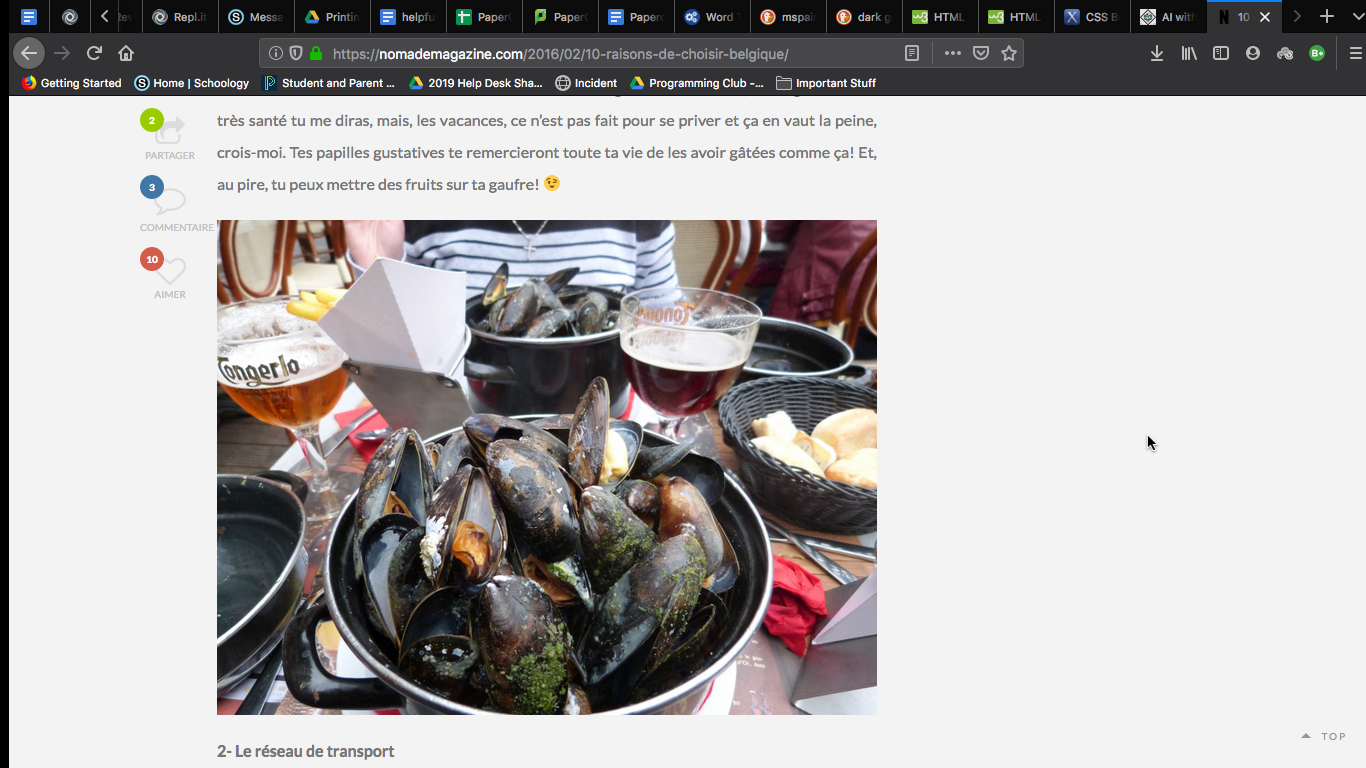 Repl.it
Messa
Printin
helpfu
Paper
Paper
Paperc
Word
mspai
dark g
HTML
HTML
CSS B
AI with
10
https://nomademagazine.com/2016/02/10-raisons-de-choisir-belgique/
Getting Started
Home | Schoology
Student and Parent ...
2019 Help Desk Sha...
Incident
Programming Club -...
Important Suff
très santé tu me diras, mais, les vacances, ce n'est pas fait pour se priver et ça en vaut la peine,
crois-moi. Tes papilles gustatives te remercieront toute ta vie de les avoir gâtées comme ça! Et,
au pire, tu peux mettre des fruits sur ta gaufre!
2
PARTAGER
3
COMMENTAIRE
10
AIMER
Tongerlo
2- Le réseau de transport
TOP